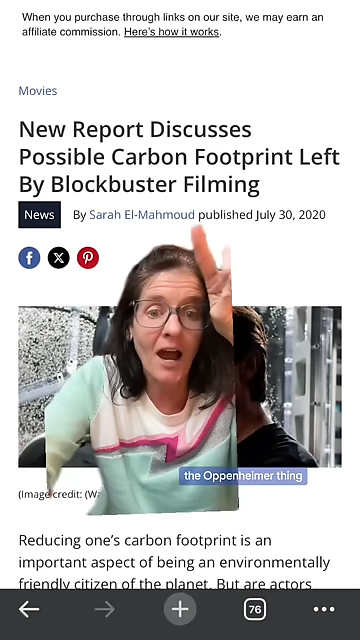 When you purchase through links on our site, we may earn an
affiliate commission. Here's how it works.
Movies
New Report Discusses
Possible Carbon Footprint Left
By Blockbuster Filming
News
By Sarah El-Mahmoud published July 30, 2020
the Oppenheimer thing
(Image credit: (Wa
Reducing one's carbon footprint is an
important aspect of being an environmentally
friendly citizen of the planet. But are actors
76